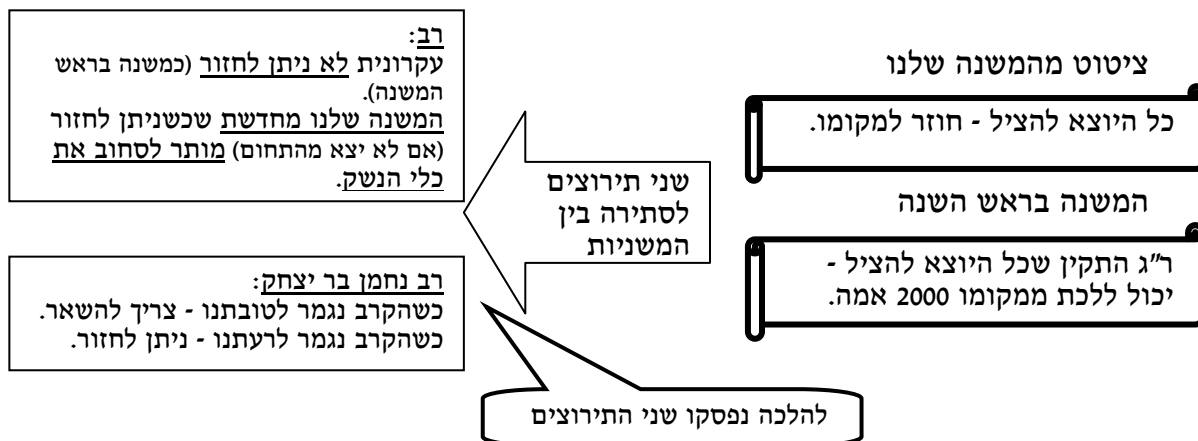 ציטוט מהמשנה שלנו
כל היוצא להציל - חוזר למקומו.
המשנה בראש השנה
ר"ג התקין שכל היוצא להציל -
יכול ללכת ממקומו 2000 אמה.
שני תירוצים
לסתירה בין
המשניות
רב:
עקרונית לא ניתן לחזור (כמשנה בראש
המשנה).
המשנה שלנו מחדשת שכשניתן לחזור
(אם לא יצא מהתחום) מותר לסחוב את
כלי הנשק.
רב נחמן בר יצחק:
כשהקרב נגמר לטובתנו - צריך להשאר.
כשהקרב נגמר לרעתנו - ניתן לחזור.
להלכה נפסקו שני התירוצים